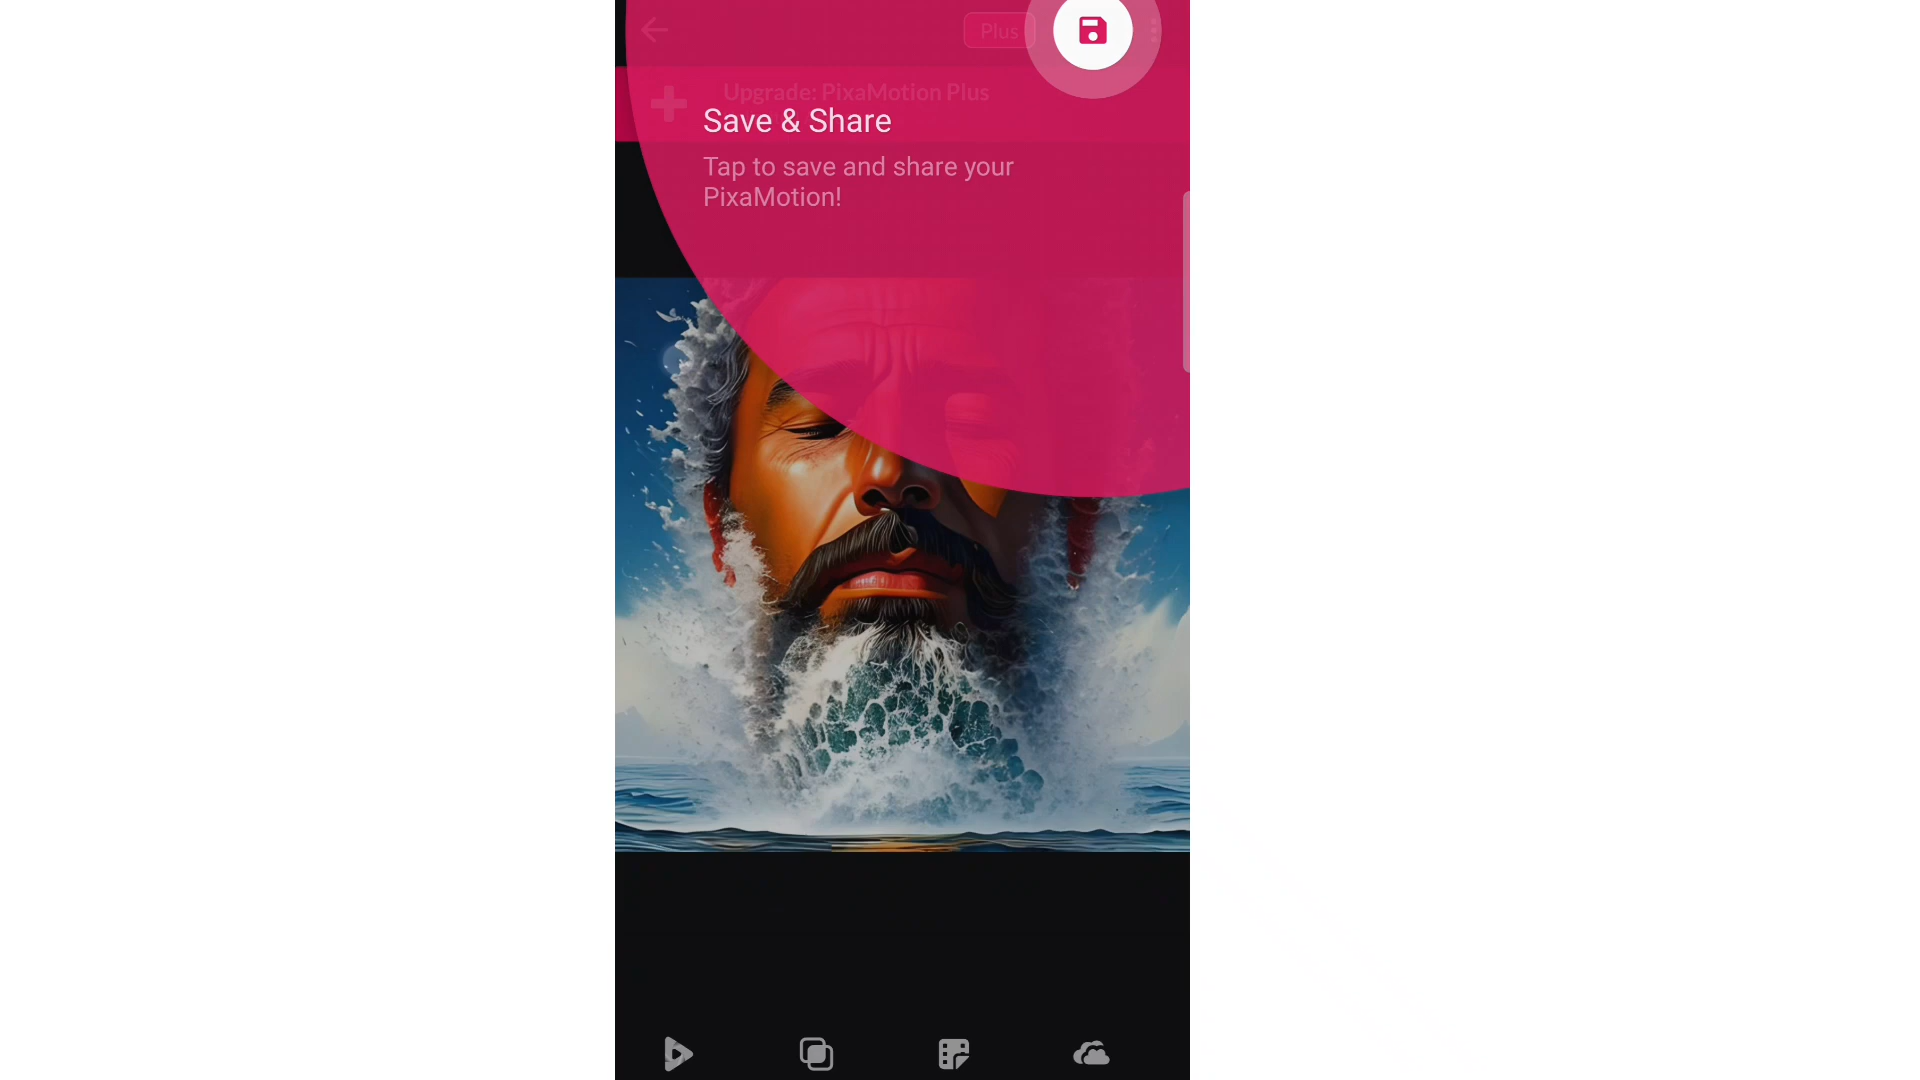 Plus
Upgrade: PixaMotion Plus
Save & Share
Tap to save and share your
PixaMotion!